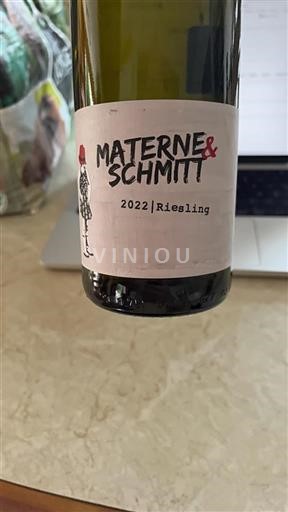 MATERNE&
SCHMITT
2022|Riesling
VINIOU